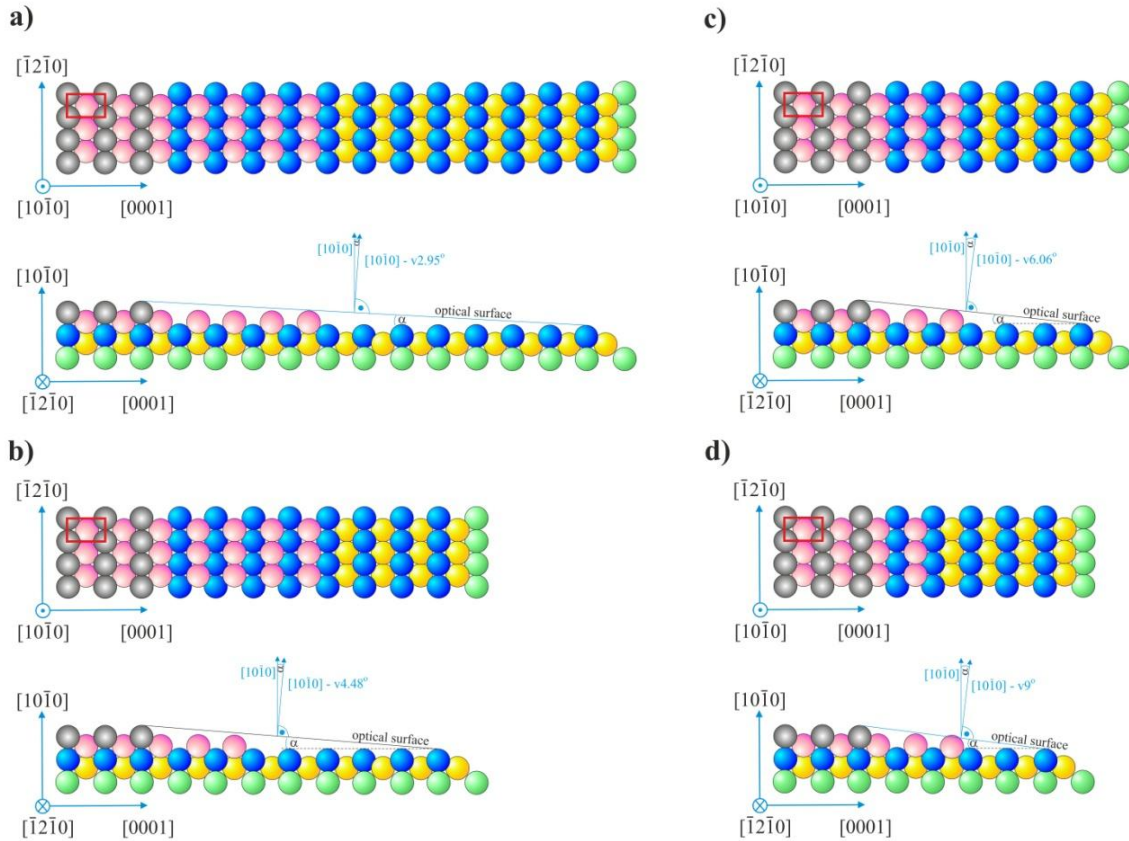 a)
[1̄21̄0]
[101̄0]
[0001]
[101̄0]
α
[101̄0] - v2.95°
[101̄0]
α
optical surface
[1̄21̄0]
[0001]
b)
[1̄21̄0]
[101̄0]
[0001]
[101̄0]
α
[101̄0] - v4.48°
[101̄0]
α
optical surface
[1̄21̄0]
[0001]
c)
[1̄21̄0]
[101̄0]
[0001]
[101̄0]
α
[101̄0] - v6.06°
[101̄0]
α
optical surface
[1̄21̄0]
[0001]
d)
[1̄21̄0]
[101̄0]
[0001]
[101̄0]
α
[101̄0] - v9°
[101̄0]
α
optical surface
[1̄21̄0]
[0001]